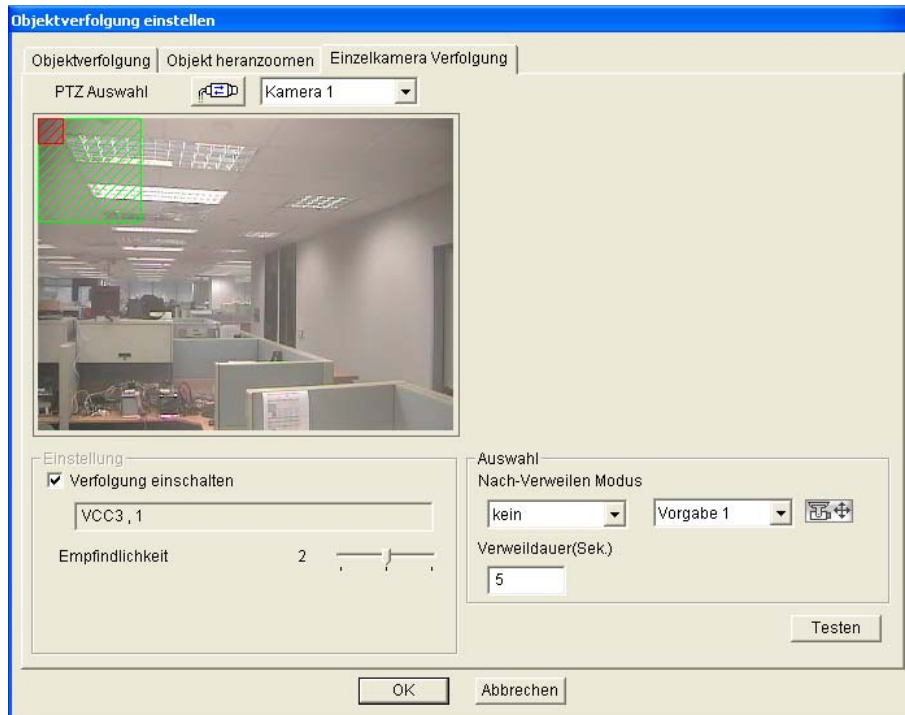 Objektverfolgung einstellen
Objektverfolgung Objekt heranzoomen Einzelkamera Verfolgung
PTZ Auswahl Kamera 1
Einstellung
Verfolgung einschalten
VCC3 , 1
Empfindlichkeit 2
Auswahl
Nach-Verweilen Modus
kein Vorgabe 1
Verweildauer(Sek.)
5
Testen
OK Abbrechen